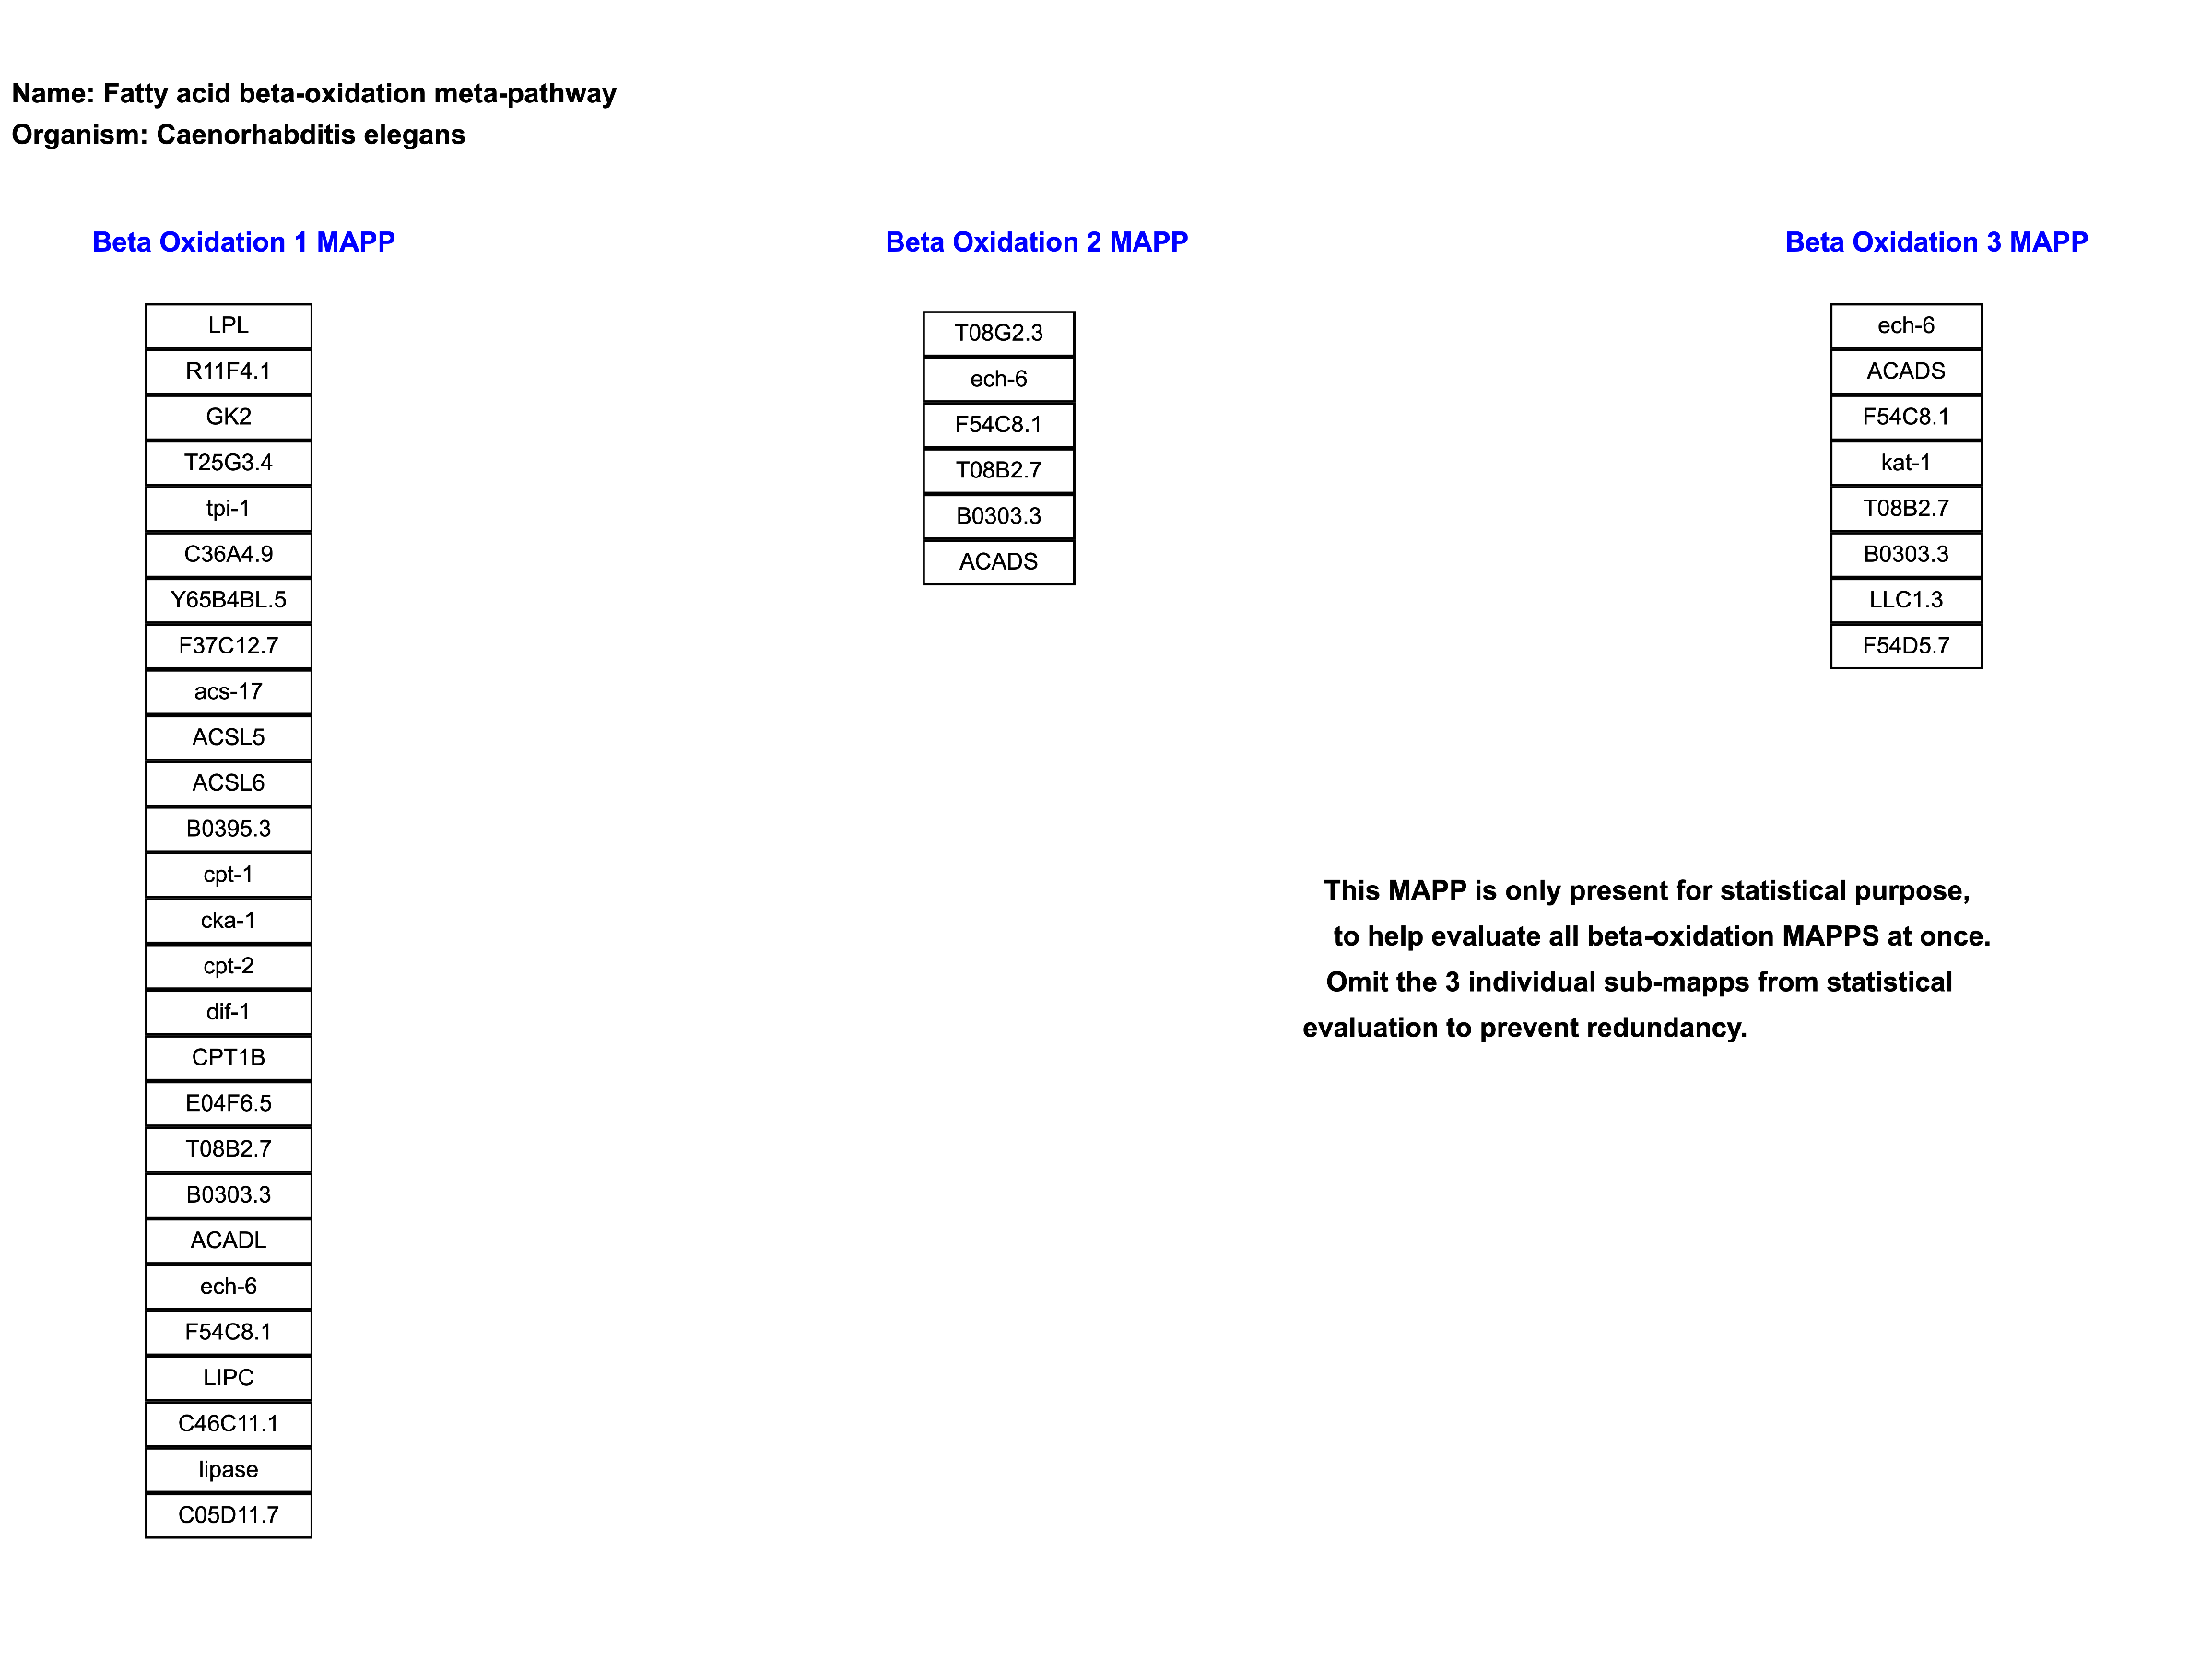 Name: Fatty acid beta-oxidation meta-pathway
Organism: Caenorhabditis elegans
Beta Oxidation 1 MAPP
LPL
R11F4.1
GK2
T25G3.4
tpi-1
C36A4.9
Y65B4BL.5
F37C12.7
acs-17
ACSL5
ACSL6
B0395.3
cpt-1
cka-1
cpt-2
dif-1
CPT1B
E04F6.5
T08B2.7
B0303.3
ACADL
ech-6
F54C8.1
LIPC
C46C11.1
lipase
C05D11.7
Beta Oxidation 2 MAPP
T08G2.3
ech-6
F54C8.1
T08B2.7
B0303.3
ACADS
Beta Oxidation 3 MAPP
ech-6
ACADS
F54C8.1
kat-1
T08B2.7
B0303.3
LLC1.3
F54D5.7
This MAPP is only present for statistical purpose,
to help evaluate all beta-oxidation MAPPS at once.
Omit the 3 individual sub-mapps from statistical
evaluation to prevent redundancy.